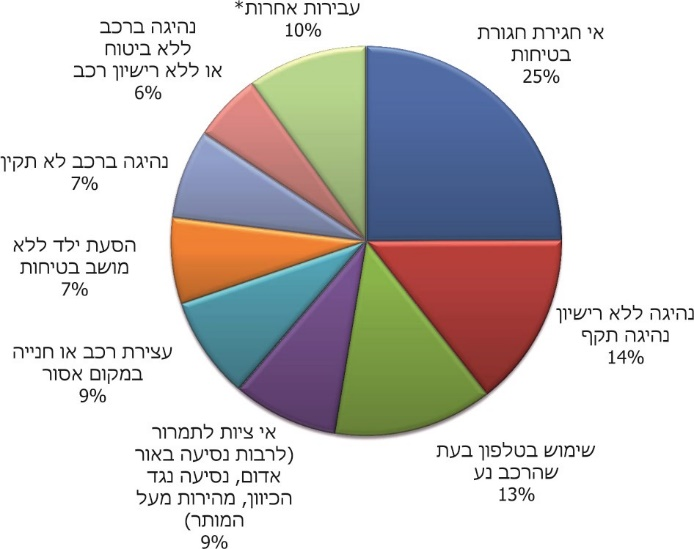 אי חגירת חגורת
בטיחות
25%
נהיגה ללא רישיון
נהיגה תקף
14%
שימוש בטלפון בעת
שהרכב נע
13%
אי ציות לתמרור
(לרבות נסיעה באור
אדום, נסיעה נגד
הכיוון, מהירות מעל
המותר)
9%
עצירת רכב או חנייה
במקום אסור
9%
הסעת ילד ללא
מושב בטיחות
7%
נהיגה ברכב לא תקין
7%
נהיגה ברכב
ללא ביטוח
או ללא רישיון רכב
6%
עבירות אחרות*
10%